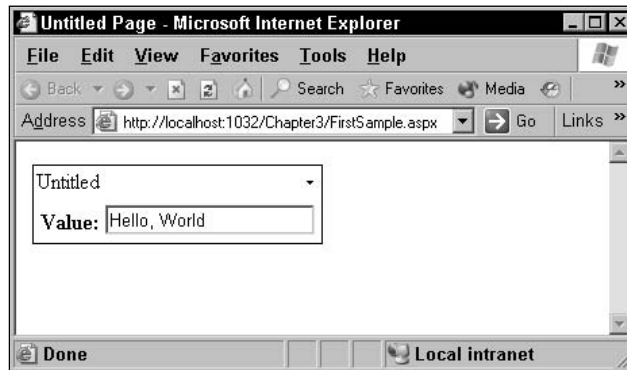 Untitled Page - Microsoft Internet Explorer
File Edit View Favorites Tools Help
Back Search Favorites Media »
Address http://localhost:1032/Chapter3/FirstSample.aspx Go Links »
Untitled
Value: Hello, World
Done Local intranet